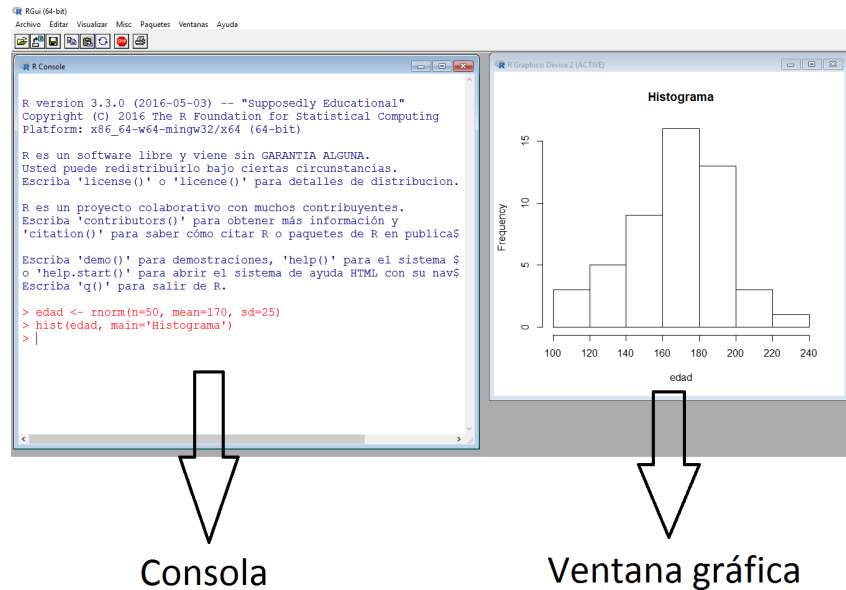 RGui (64-bit)
Archivo Editar Visualizar Misc Paquetes Ventanas Ayuda
R Console
R version 3.3.0 (2016-05-03) -- "Supposedly Educational"
Copyright (C) 2016 The R Foundation for Statistical Computing
Platform: x86_64-w64-mingw32/x64 (64-bit)
R es un software libre y viene sin GARANTIA ALGUNA.
Usted puede redistribuirlo bajo ciertas circunstancias.
Escriba 'license()' o 'licence()' para detalles de distribucion.
R es un proyecto colaborativo con muchos contribuyentes.
Escriba 'contributors()' para obtener más información y
'citation()' para saber cómo citar R o paquetes de R en publica$
Escriba 'demo()' para demostraciones, 'help()' para el sistema $
o 'help.start()' para abrir el sistema de ayuda HTML con su nav$
Escriba 'q()' para salir de R.
> edad <- rnorm(n=50, mean=170, sd=25)
> hist(edad, main='Histograma')
>
R Graphics: Device 2 (ACTIVE)
Histograma
Frequency
15
10
5
0
100 120 140 160 180 200 220 240
edad
Consola
Ventana gráfica